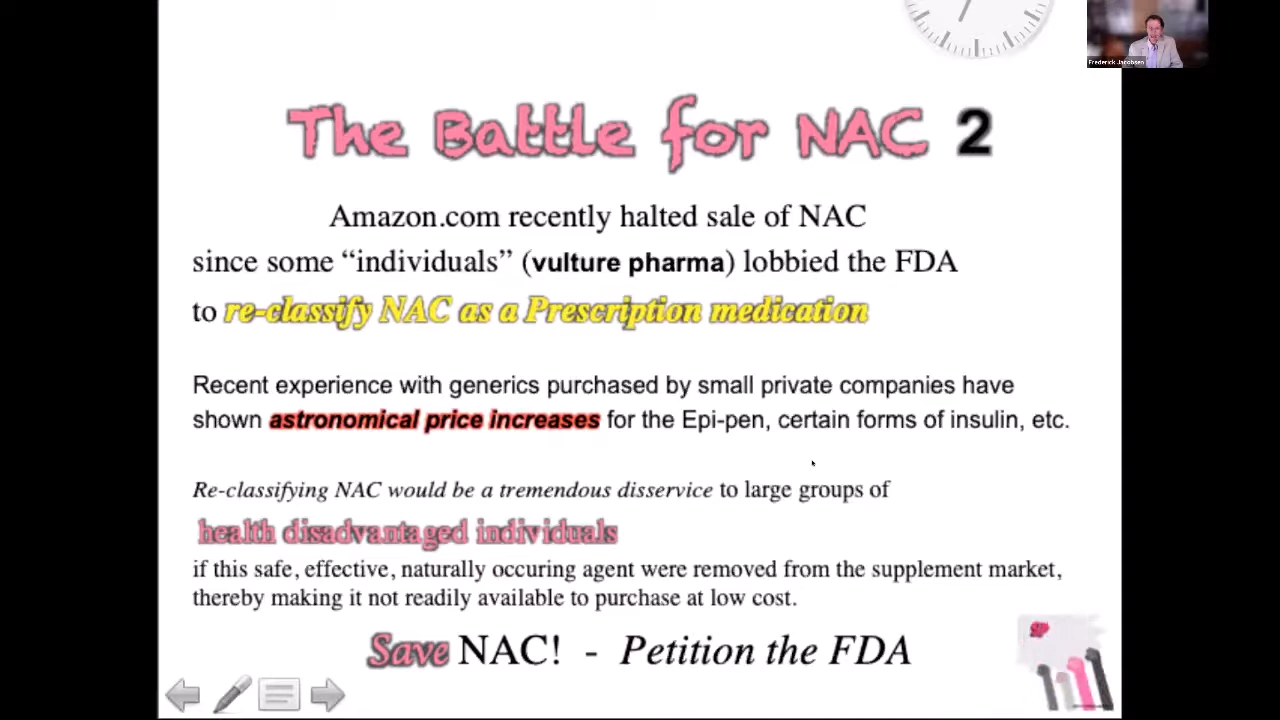 Frederick Jacobsen
The Battle for NAC 2
Amazon.com recently halted sale of NAC
since some “individuals” (vulture pharma) lobbied the FDA
to re-classify NAC as a Prescription medication
Recent experience with generics purchased by small private companies have
shown astronomical price increases for the Epi-pen, certain forms of insulin, etc.
Re-classifying NAC would be a tremendous disservice to large groups of
health disadvantaged individuals
if this safe, effective, naturally occuring agent were removed from the supplement market,
thereby making it not readily available to purchase at low cost.
Save NAC! - Petition the FDA